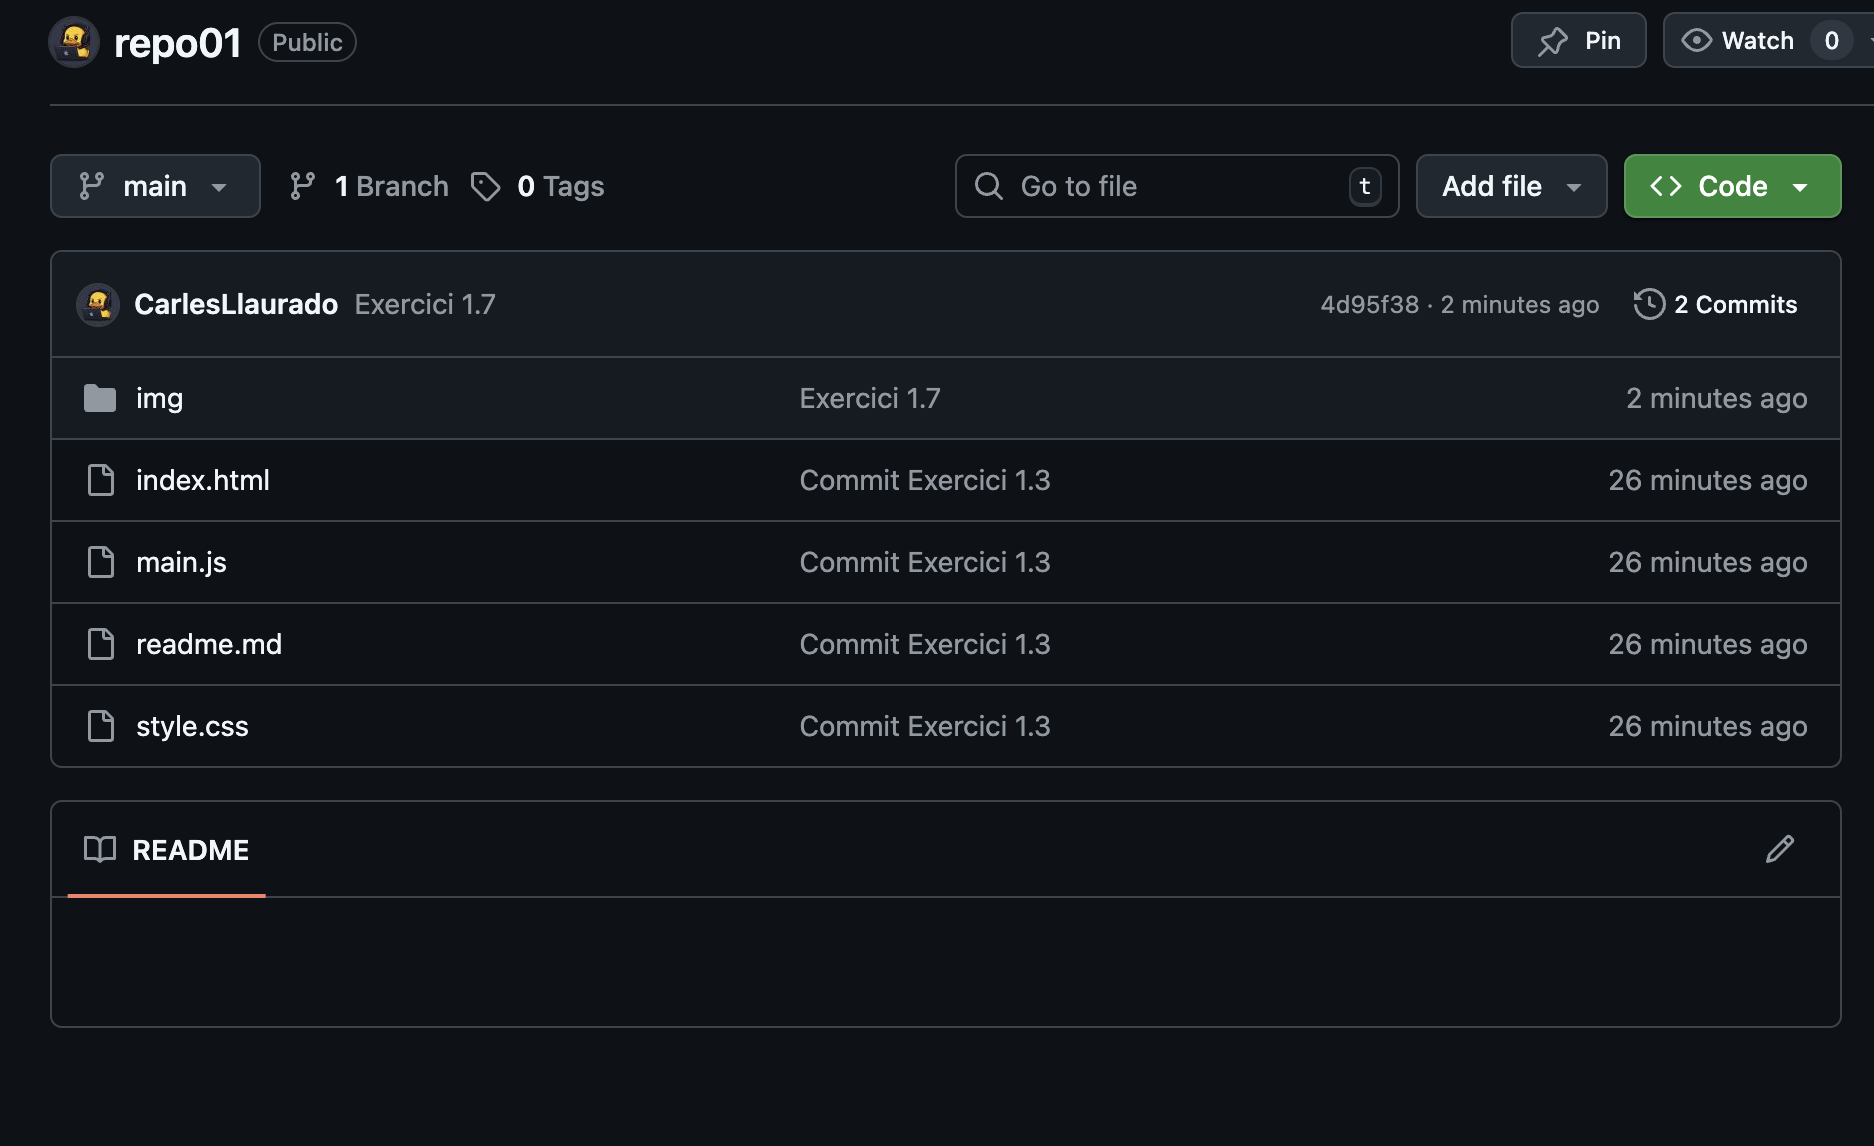 repo01 Public Pin Watch 0
main 1 Branch 0 Tags Go to file t Add file Code
CarlesLlaurado Exercici 1.7 4d95f38 · 2 minutes ago 2 Commits
img Exercici 1.7 2 minutes ago
index.html Commit Exercici 1.3 26 minutes ago
main.js Commit Exercici 1.3 26 minutes ago
readme.md Commit Exercici 1.3 26 minutes ago
style.css Commit Exercici 1.3 26 minutes ago
README